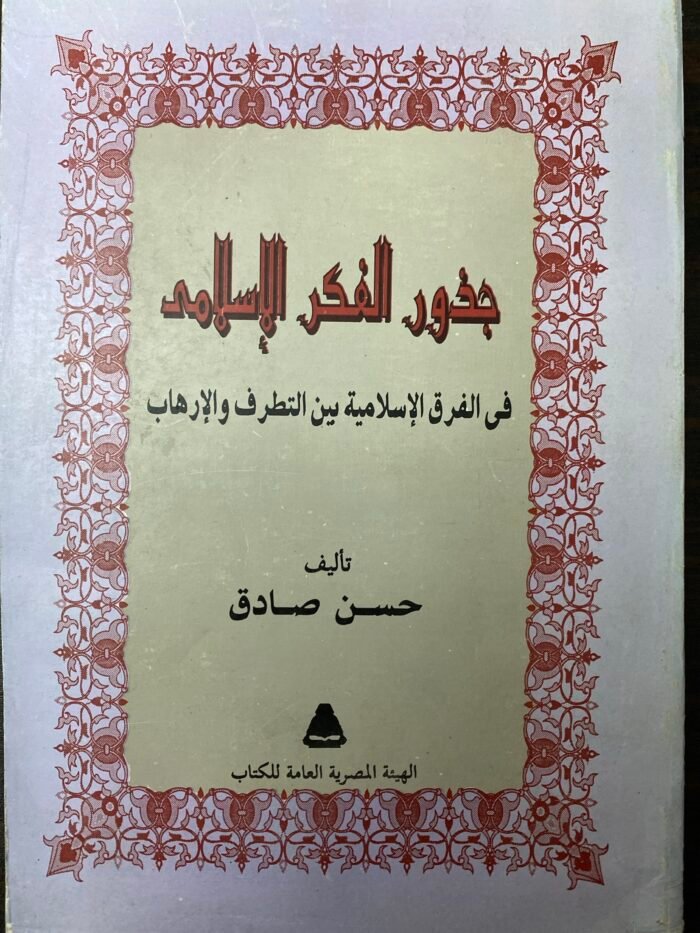 جذور الفكر الإسلامى
فى الفرق الإسلامية بين التطرف والإرهاب
تأليف
حسن صادق
الهيئة المصرية العامة للكتاب